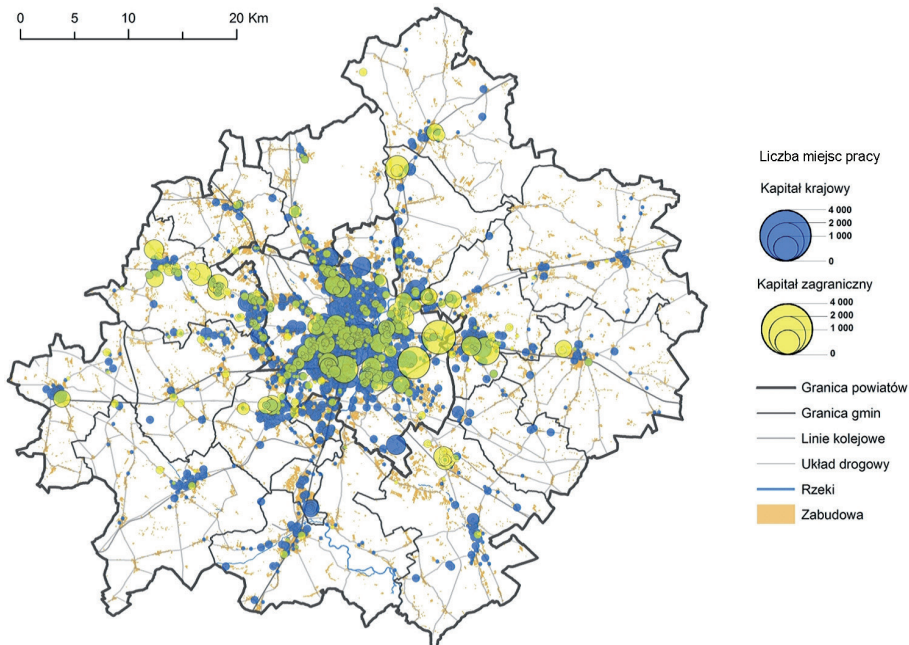 0 5 10 20 Km
Liczba miejsc pracy
Kapitał krajowy
4 000
2 000
1 000
0
Kapitał zagraniczny
4 000
2 000
1 000
0
Granica powiatów
Granica gmin
Linie kolejowe
Układ drogowy
Rzeki
Zabudowa